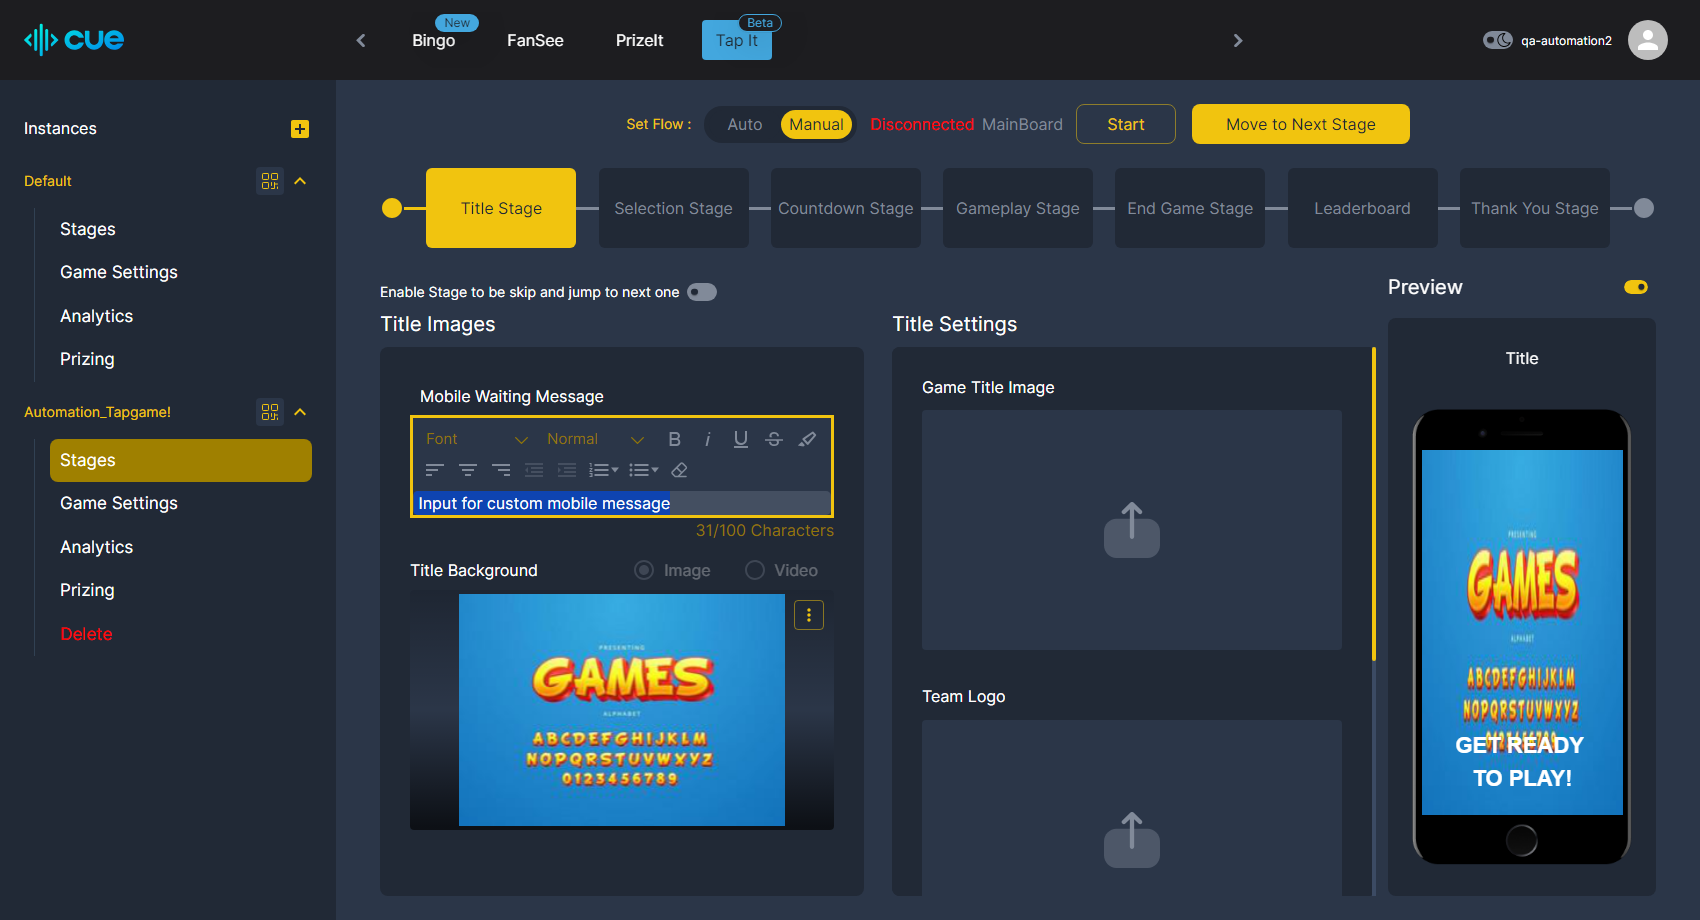 cue
Bingo
New
FanSee
PrizeIt
Tap It
Beta
qa-automation2
Instances
Default
Stages
Game Settings
Analytics
Prizing
Automation_Tapgame!
Stages
Game Settings
Analytics
Prizing
Delete
Set Flow :
Auto
Manual
Disconnected MainBoard
Start
Move to Next Stage
Title Stage
Selection Stage
Countdown Stage
Gameplay Stage
End Game Stage
Leaderboard
Thank You Stage
Enable Stage to be skip and jump to next one
Title Images
Mobile Waiting Message
Font
Normal
B
i
U
S
Input for custom mobile message
31/100 Characters
Title Background
Image
Video
PRESENTING
GAMES
ALPHABET
ABCDEFGHIJKLM
NOPQRSTUVWXYZ
0123456789
Title Settings
Game Title Image
Team Logo
Preview
Title
PRESENTING
GAMES
ALPHABET
ABCDEFGHIJKLM
NOPQRSTUVWXYZ
0123456789
GET READY
TO PLAY!